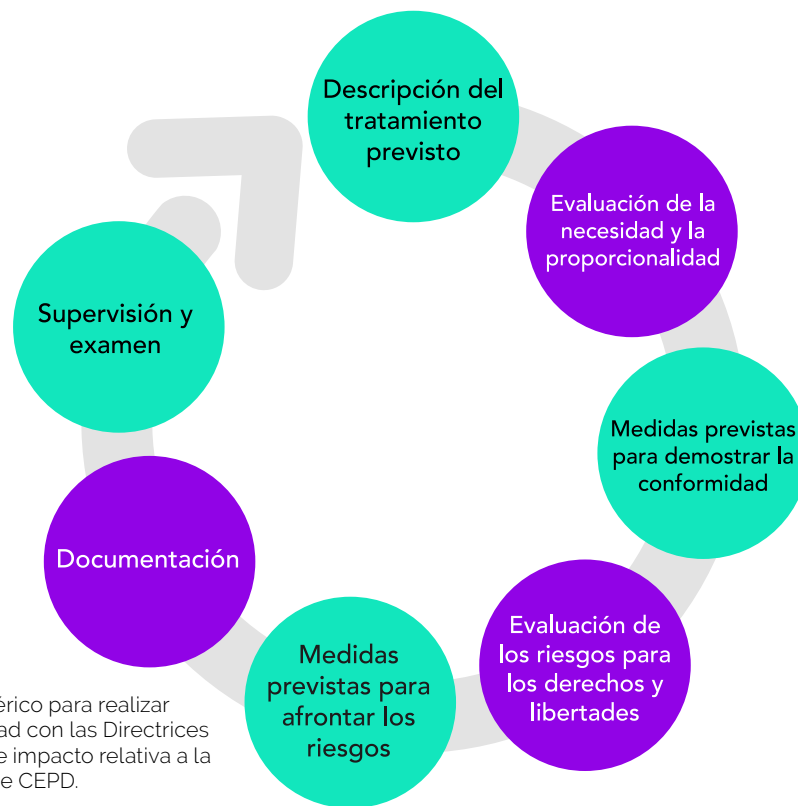 Descripción del
tratamiento
previsto
Evaluación de la
necesidad y la
proporcionalidad
Medidas previstas
para demostrar la
conformidad
Evaluación de
los riesgos para
los derechos y
libertades
Medidas
previstas para
afrontar los
riesgos
Documentación
Supervisión y
examen
para realizar
con las Directrices
impacto relativa a la
CEPD.